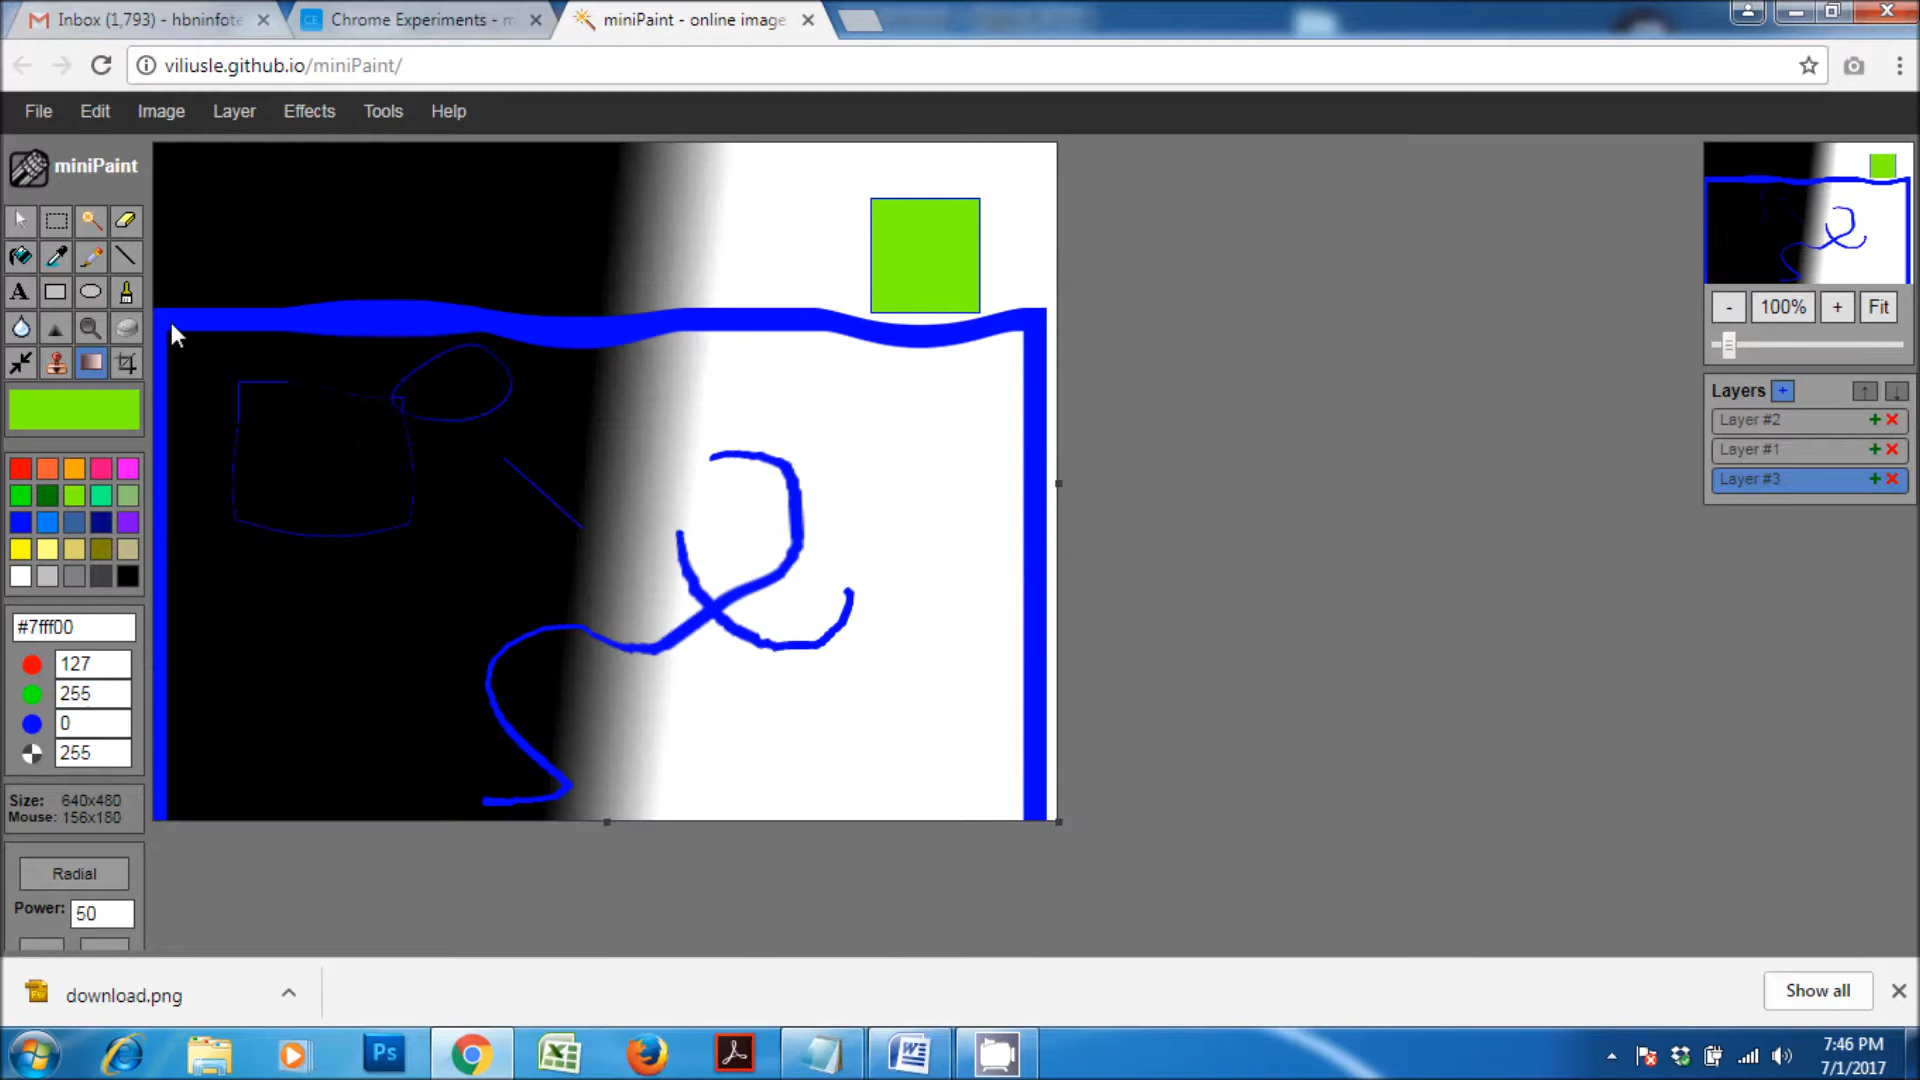 Inbox (1,793) - hbninfote
Chrome Experiments - m
miniPaint - online image
viliusle.github.io/miniPaint/
File Edit Image Layer Effects Tools Help
miniPaint
A
- 100% + Fit
Layers +
Layer #2
Layer #1
Layer #3
#7fff00
127
255
0
255
Size: 640x480
Mouse: 156x180
Radial
Power: 50
download.png
Show all
Ps
7:46 PM
7/1/2017